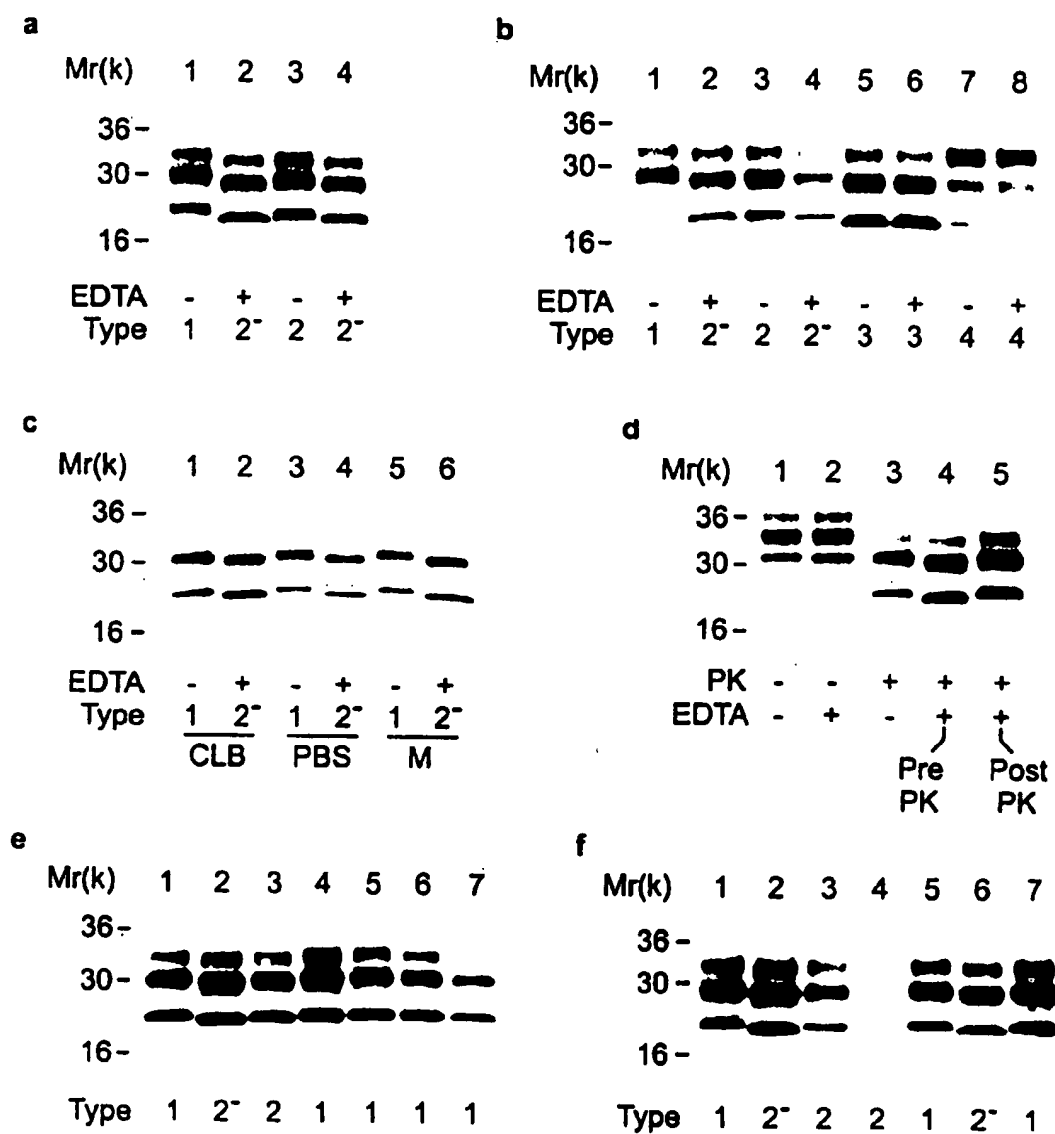 a
Mr(k) 1 2 3 4
36 –
30 –
16 –
EDTA - + - +
Type 1 2⁻ 2 2⁻
b
Mr(k) 1 2 3 4 5 6 7 8
36 –
30 –
16 –
EDTA - + - + - + - +
Type 1 2⁻ 2 2⁻ 3 3 4 4
c
Mr(k) 1 2 3 4 5 6
36 –
30 –
16 –
EDTA - + - + - +
Type 1 2⁻ 1 2⁻ 1 2⁻
CLB PBS M
d
Mr(k) 1 2 3 4 5
36 –
30 –
16 –
PK - - + + +
EDTA - + - + +
Pre Post
PK PK
e
Mr(k) 1 2 3 4 5 6 7
36 –
30 –
16 –
Type 1 2⁻ 2 1 1 1 1
f
Mr(k) 1 2 3 4 5 6 7
36 –
30 –
16 –
Type 1 2⁻ 2 2 1 2⁻ 1